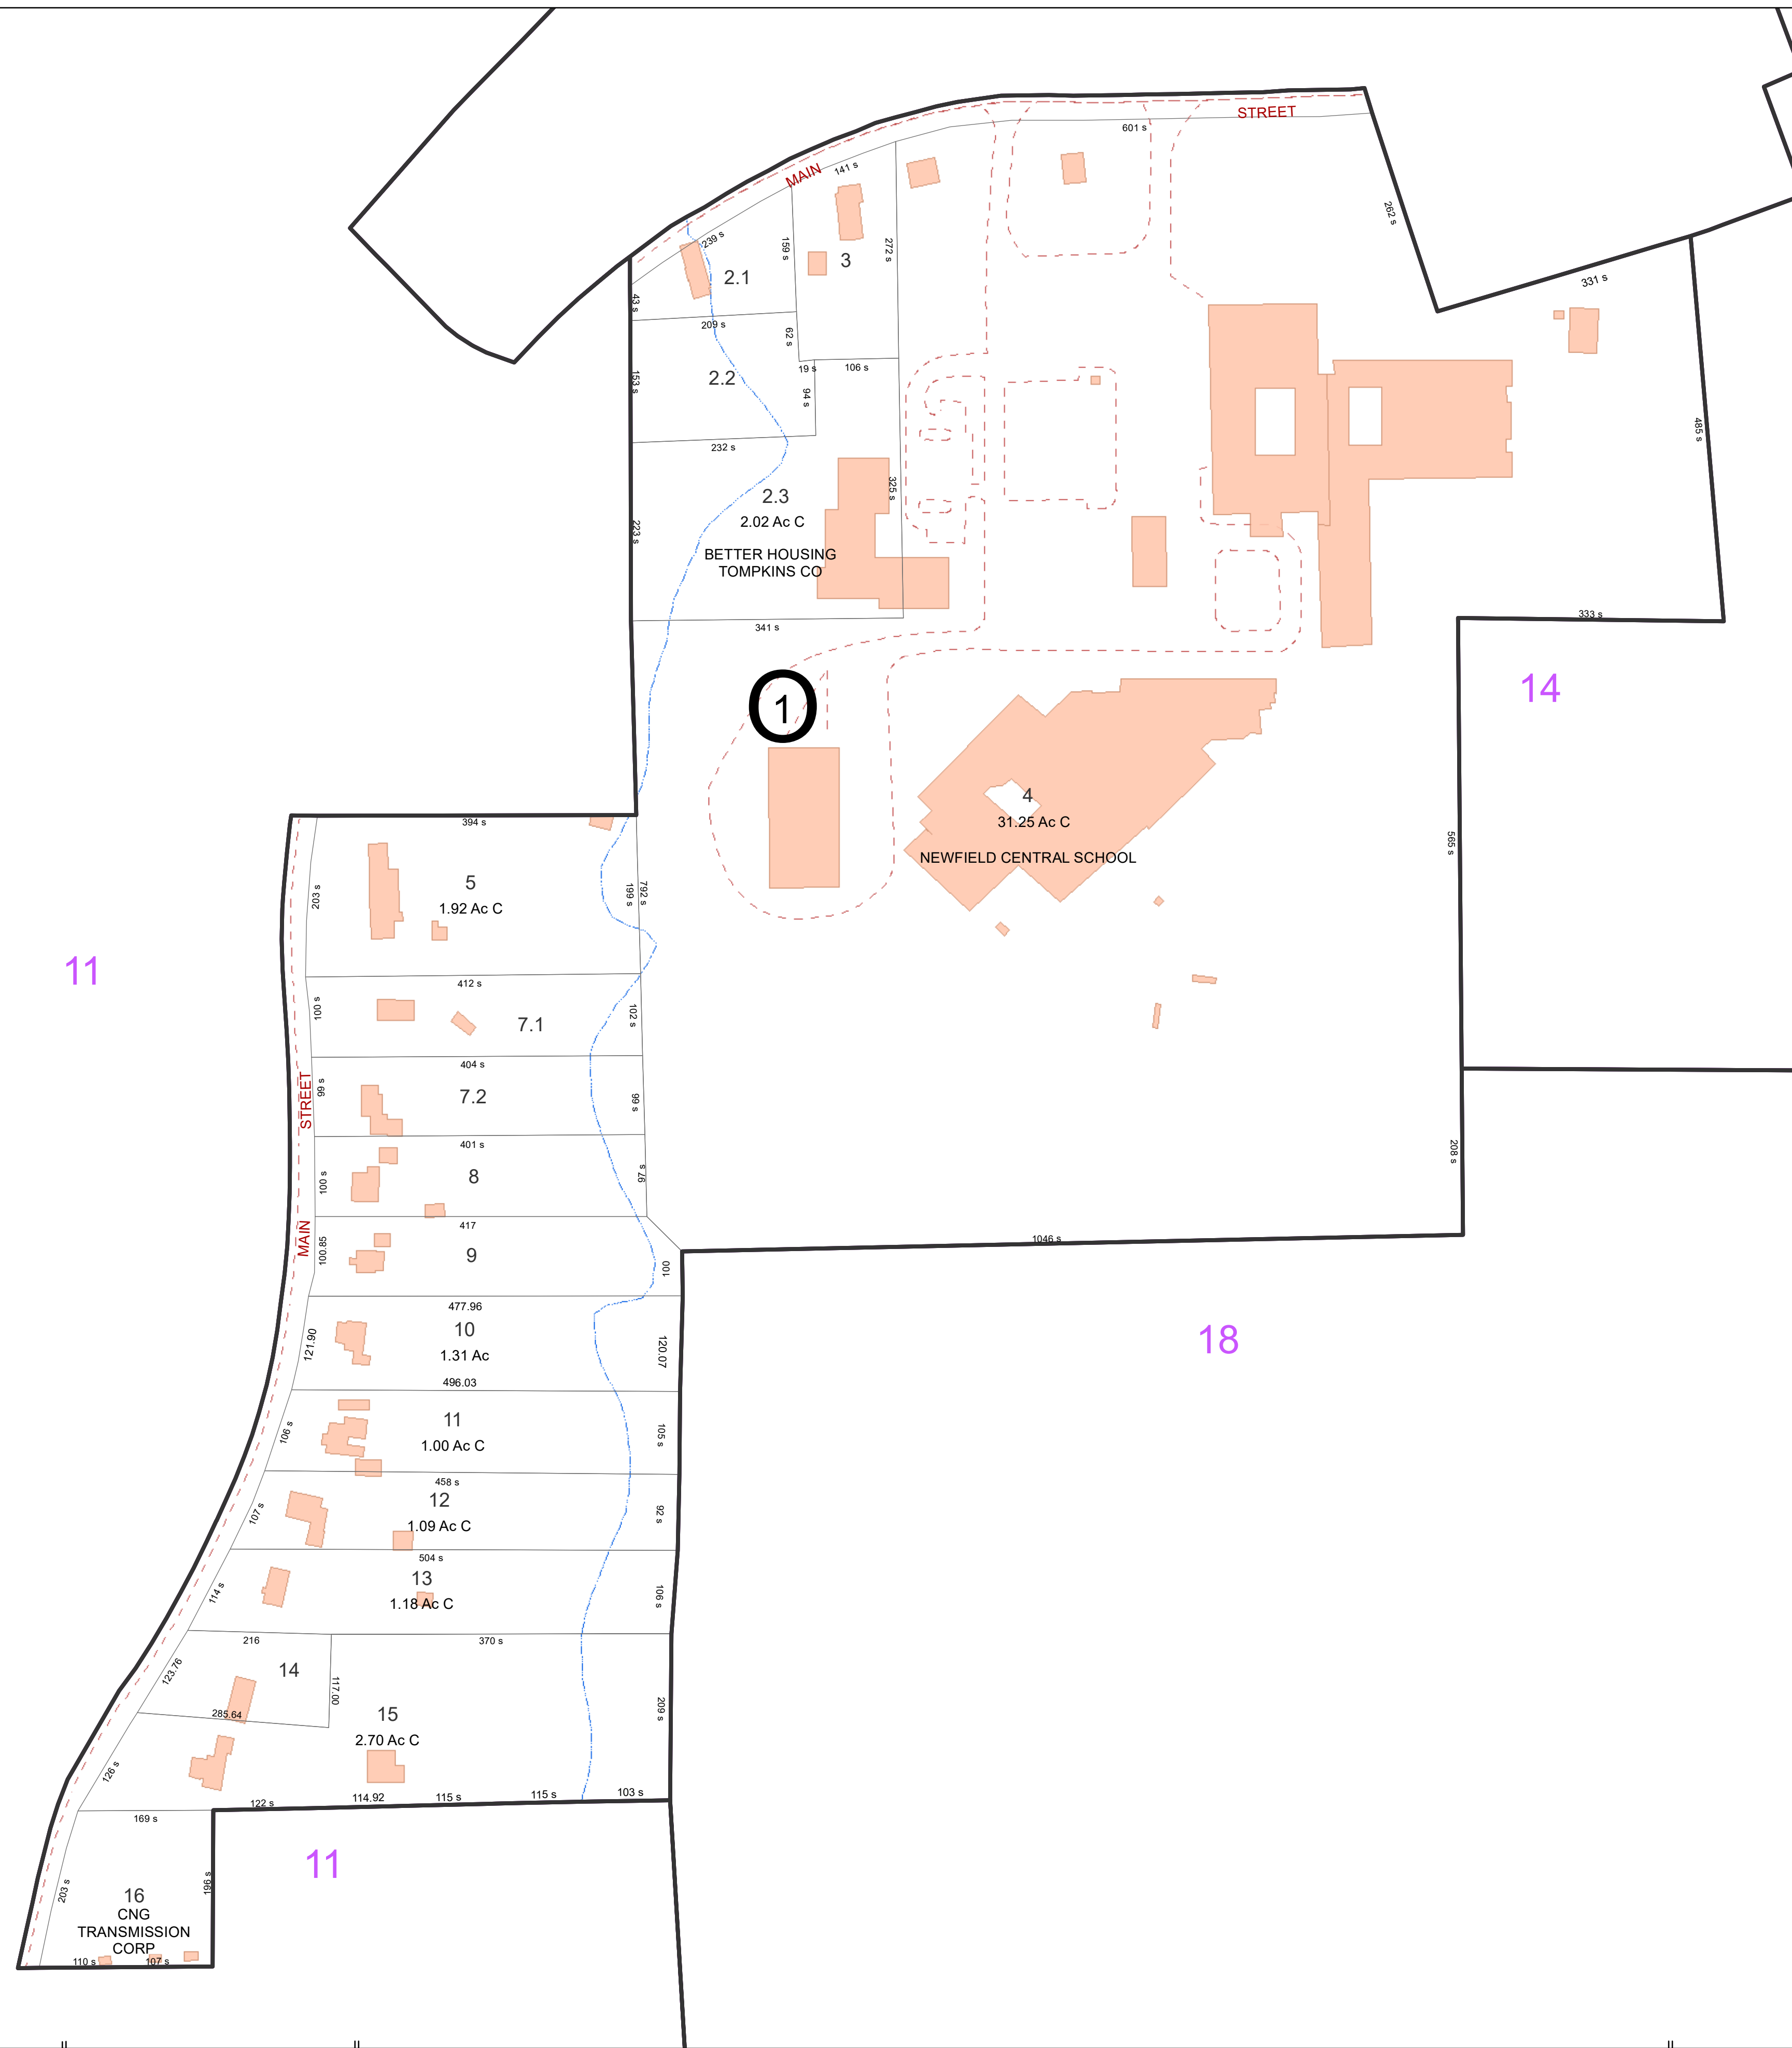 STREET
601 s
MAIN
141 s
262 s
239 s
159 s
272 s
3
2.1
331 s
43 s
209 s
62 s
19 s
106 s
2.2
153 s
94 s
485 s
232 s
325 s
2.3
2.02 Ac C
223 s
BETTER HOUSING
TOMPKINS CO
333 s
341 s
14
1
4
31.25 Ac C
394 s
565 s
NEWFIELD CENTRAL SCHOOL
5
1.92 Ac C
203 s
199 s
792 s
11
412 s
100 s
7.1
102 s
404 s
99 s
STREET
7.2
99 s
401 s
208 s
8
100 s
97 s
417
MAIN
100.85
9
1046 s
100
477.96
10
1.31 Ac
121.90
120.07
18
496.03
11
1.00 Ac C
106 s
105 s
458 s
12
1.09 Ac C
107 s
92 s
504 s
13
1.18 Ac C
114 s
106 s
216
370 s
14
123.76
117.00
285.64
15
2.70 Ac C
209 s
126 s
122 s
114.92
115 s
115 s
103 s
169 s
11
203 s
196 s
16
CNG
TRANSMISSION
CORP
110 s
107 s